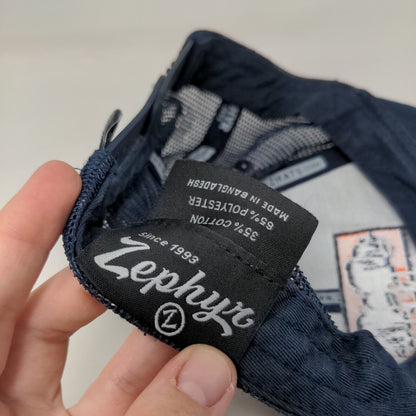 MADE IN BANGLADESH
65% POLYESTER
35% COTTON
since 1993
Zephyr
Z